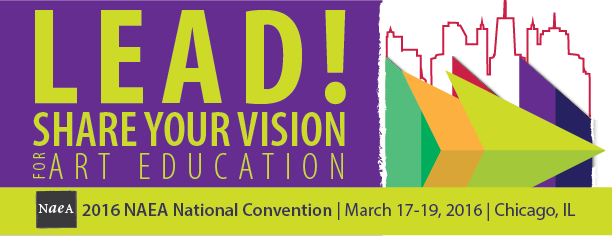 LEAD!
SHARE YOUR VISION
FOR ART EDUCATION
NaeA 2016 NAEA National Convention | March 17-19, 2016 | Chicago, IL